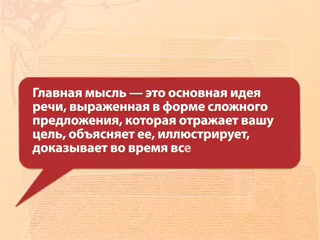 Главная мысль — это основная идея
речи, выраженная в форме сложного
предложения, которая отражает вашу
цель, объясняет ее, иллюстрирует,
доказывает во время все